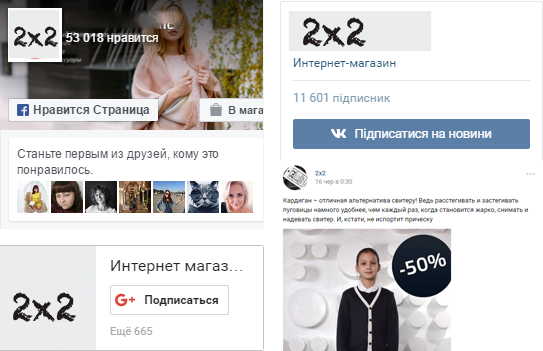 2x2
53 018 нравится
Нравится Страница
В мага
Станьте первым из друзей, кому это
понравилось.
2x2
Интернет магаз...
G+ Подписаться
Ещё 665
2x2
Интернет-магазин
11 601 підписник
Підписатися на новини
2x2
16 чер в 0:30
Кардиган – отличная альтернатива свитеру! Ведь расстегивать и застегивать
пуговицы намного удобнее, чем каждый раз, когда становится жарко, снимать и
надевать свитер. И, кстати, не испортит прическу
-50%